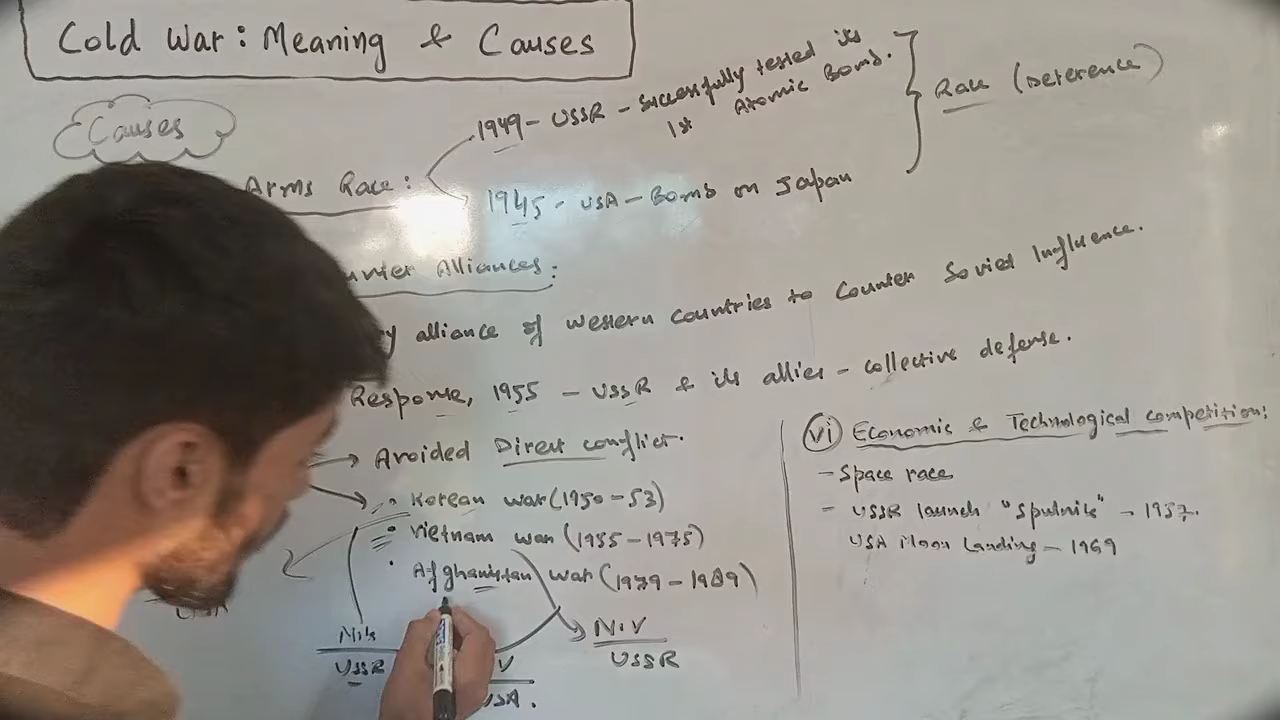 Cold War: Meaning & Causes
Causes
Arms Race:
1949- USSR - Successfully tested its
1st Atomic Bomb.
1945 - USA - Bomb on Japan
Race (Deterence)
Alliances:
alliance of western countries to counter Soviet Influence.
Response, 1955 - USSR & its allies - collective defense.
Avoided Direct conflict.
• Korean war (1950-53)
• Vietnam war (1955-1975)
• Afghanistan war (1979-1989)
N.V
USSR
USSR
V
(vi) Economic & Technological competition:
- Space race
- USSR launch "Sputnik" - 1957.
USA Moon Landing - 1969